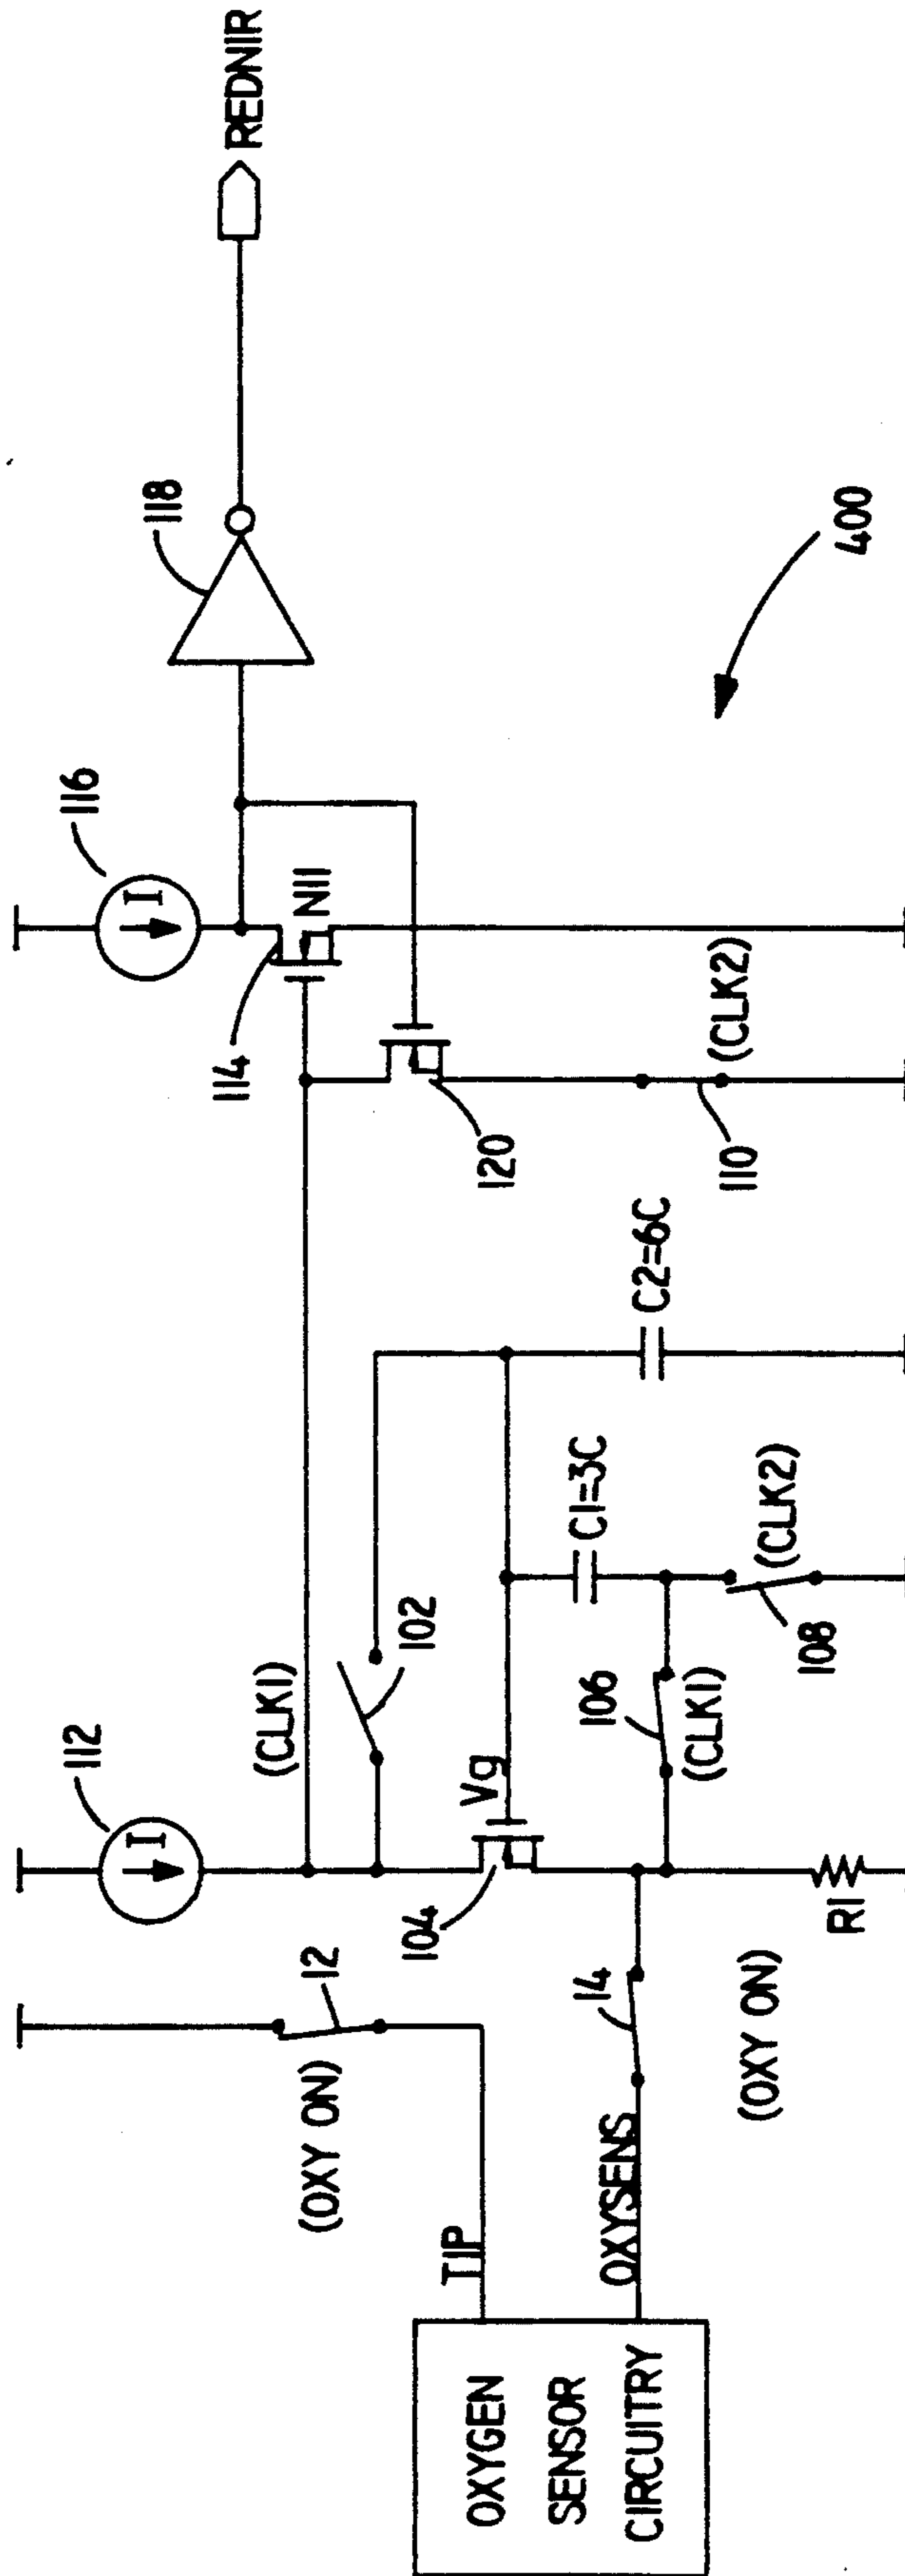 112
I
(CLK1)
12
(OXY ON)
TIP
OXYGEN
SENSOR
CIRCUITRY
OXYSENS
14
(OXY ON)
104
Vg
R1
102
106
(CLK1)
C1=3C
108
(CLK2)
C2=6C
116
I
114
N11
120
110
(CLK2)
118
REDNIR
400